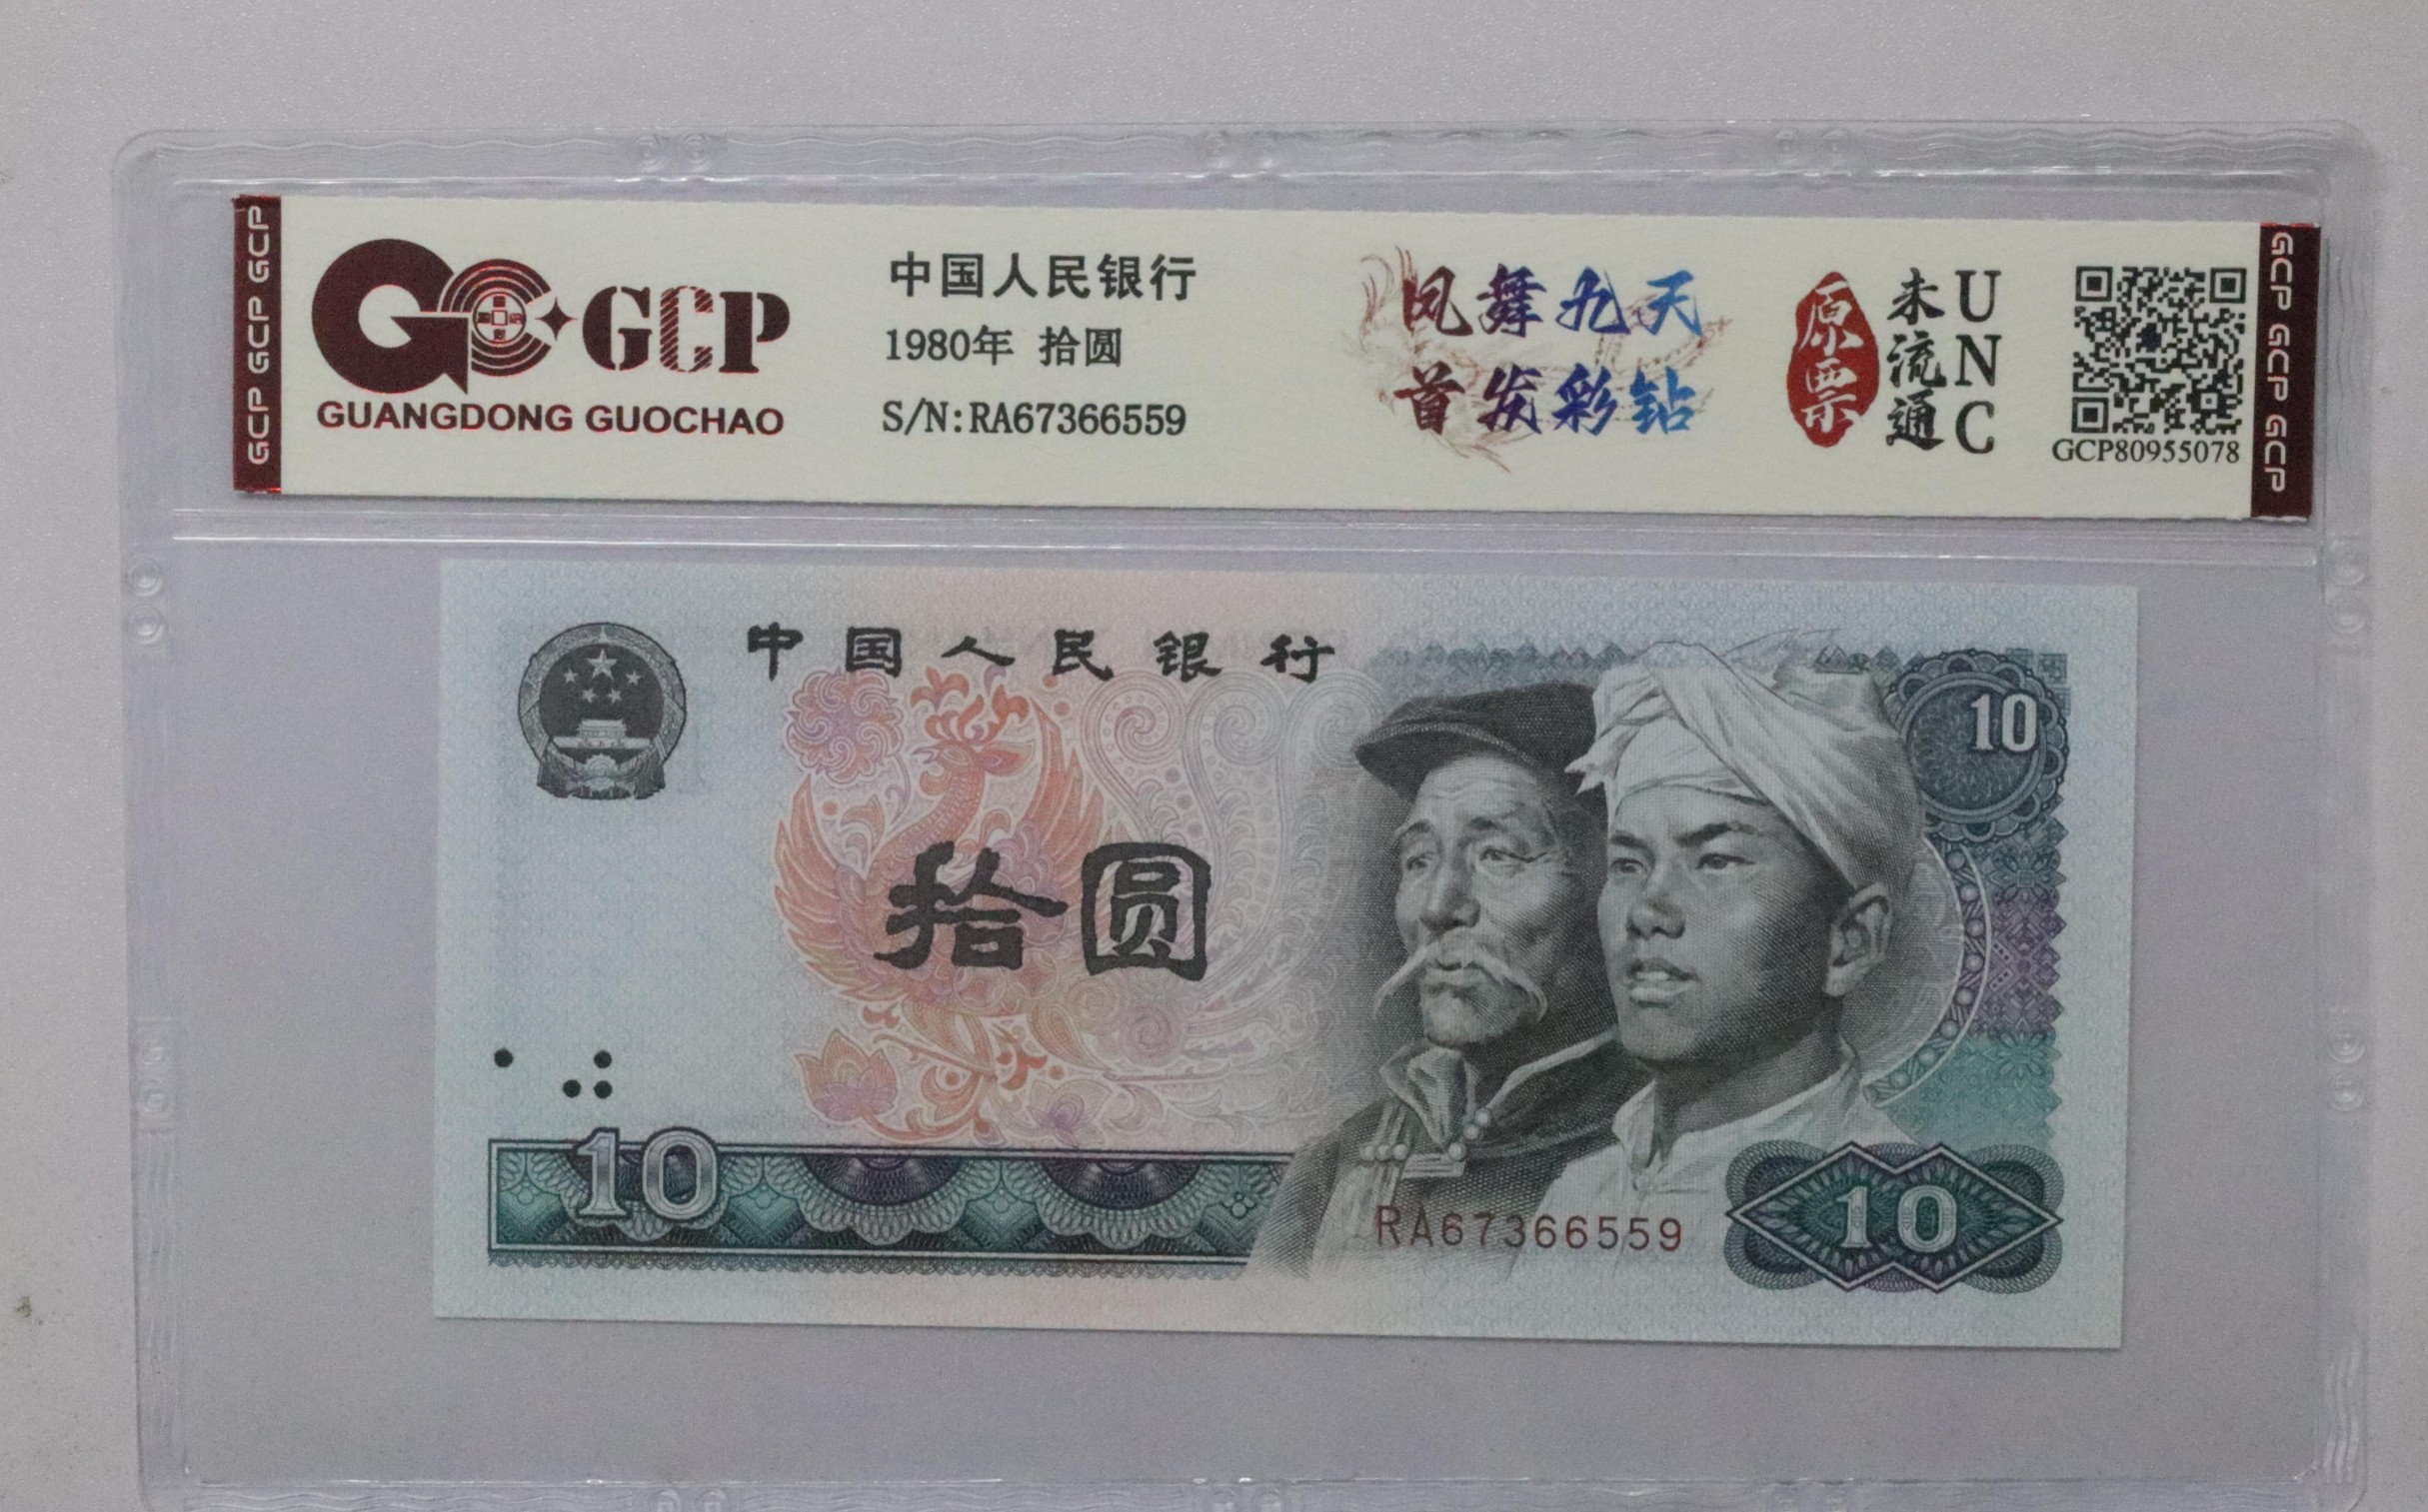 GCP GCP GCP
GCP
GUANGDONG GUOCHAO
中国人民银行
1980年 拾圆
S/N:RA67366559
凤舞九天
首发彩钻
原票
未流通
UNC
GCP80955078
GCP GCP GCP
中国人民银行
10
拾圆
10
RA67366559
10